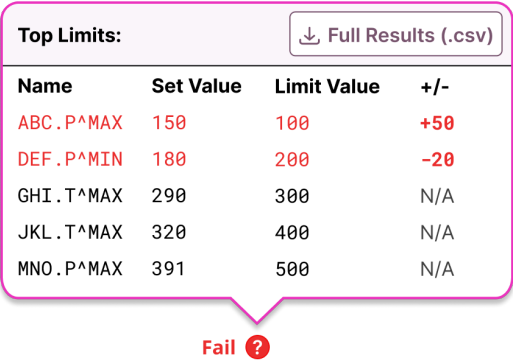 Top Limits: Full Results (.csv)
Name Set Value Limit Value +/-
ABC.P^MAX 150 100 +50
DEF.P^MIN 180 200 -20
GHI.T^MAX 290 300 N/A
JKL.T^MAX 320 400 N/A
MNO.P^MAX 391 500 N/A
Fail ?